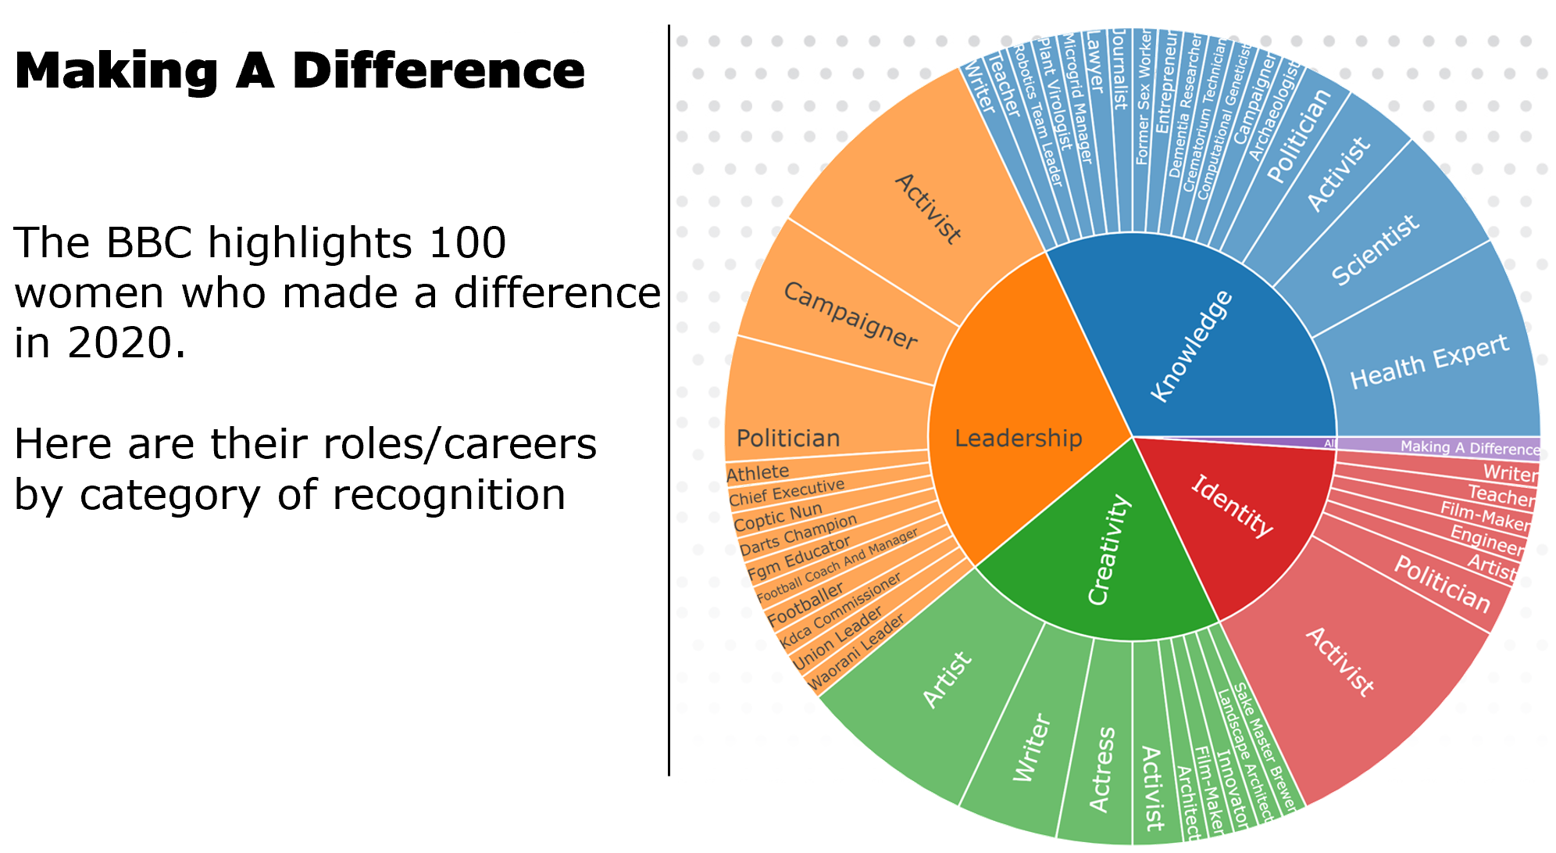 Making A Difference
The BBC highlights 100
women who made a difference
in 2020.
Here are their roles/careers
by category of recognition
Knowledge
Writer
Teacher
Robotics Team Leader
Plant Virologist
Microgrid Manager
Lawyer
Journalist
Former Sex Worker
Entrepreneur
Dementia Researcher
Crematorium Technician
Computational Geneticist
Campaigner
Archaeologist
Politician
Activist
Scientist
Health Expert
All
Making A Difference
Identity
Writer
Teacher
Film-Maker
Engineer
Artist
Politician
Activist
Creativity
Sake Master Brewer
Landscape Architect
Innovator
Film-Maker
Architect
Activist
Actress
Writer
Artist
Leadership
Waorani Leader
Union Leader
Kdca Commissioner
Footballer
Football Coach And Manager
Fgm Educator
Darts Champion
Coptic Nun
Chief Executive
Athlete
Politician
Campaigner
Activist